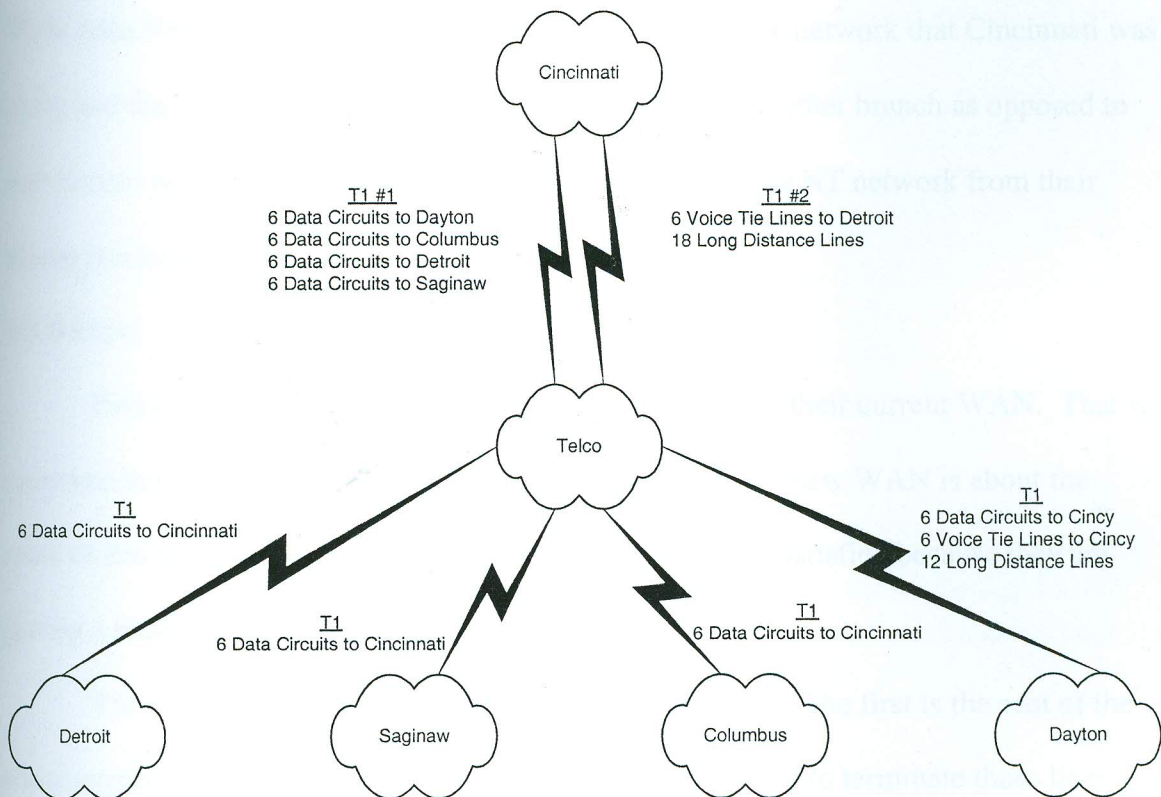 network that Cincinnati was
branch as opposed to
network from their
Cincinnati
T1 #1
6 Data Circuits to Dayton
6 Data Circuits to Columbus
6 Data Circuits to Detroit
6 Data Circuits to Saginaw
T1 #2
6 Voice Tie Lines to Detroit
18 Long Distance Lines
their current WAN. That
WAN is about the
Telco
T1
6 Data Circuits to Cincinnati
T1
6 Data Circuits to Cincinnati
T1
6 Data Circuits to Cincinnati
T1
6 Data Circuits to Cincy
6 Voice Tie Lines to Cincy
12 Long Distance Lines
first is the
terminate
Detroit
Saginaw
Columbus
Dayton